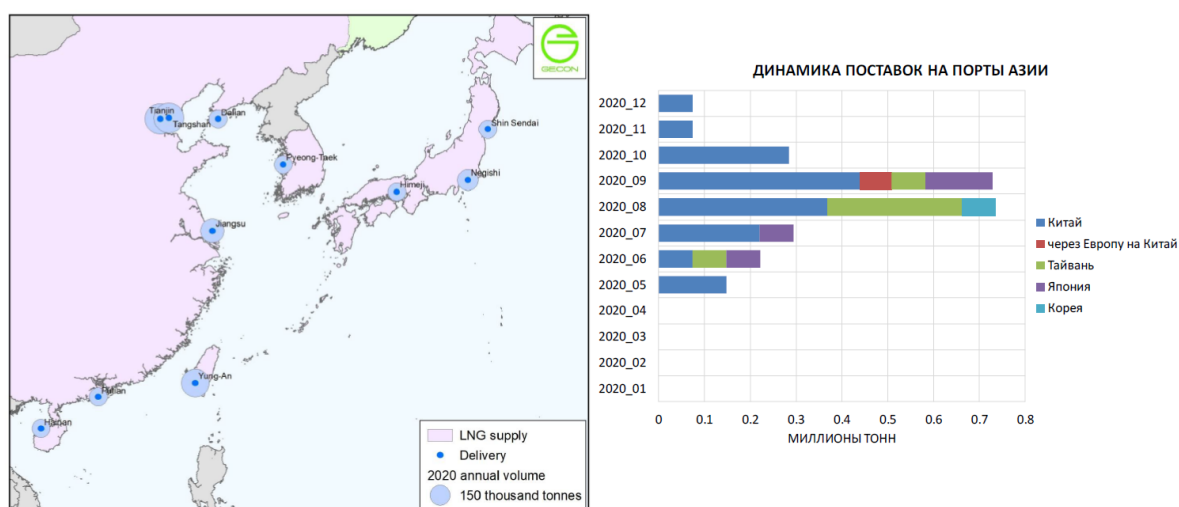 GECON
Tianjin
Tangshan
Dalian
Pyeong-Taek
Shin Sendai
Negishi
Himeji
Jiangsu
Yung-An
Hainan
LNG supply
Delivery
2020 annual volume
150 thousand tonnes
ДИНАМИКА ПОСТАВОК НА ПОРТЫ АЗИИ
2020_12
2020_11
2020_10
2020_09
2020_08
2020_07
2020_06
2020_05
2020_04
2020_03
2020_02
2020_01
0 0.1 0.2 0.3 0.4 0.5 0.6 0.7 0.8
МИЛЛИОНЫ ТОНН
Китай
через Европу на Китай
Тайвань
Япония
Корея